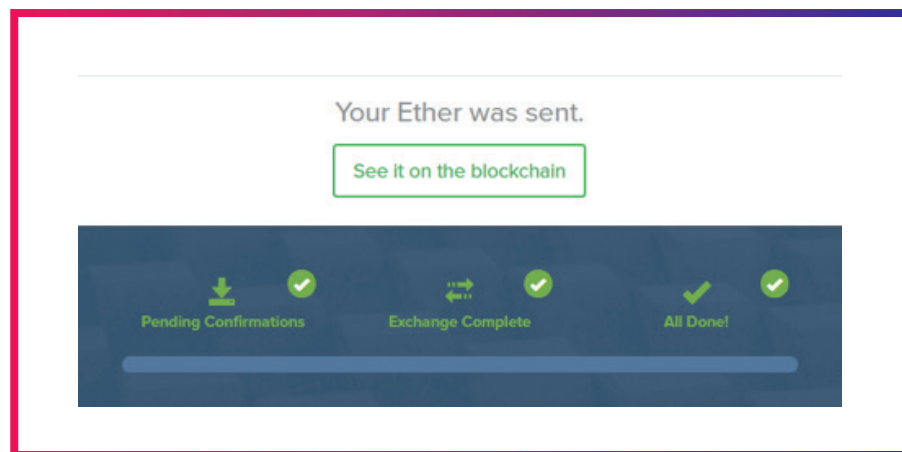 Your Ether was sent.
See it on the blockchain
Pending Confirmations
Exchange Complete
All Done!